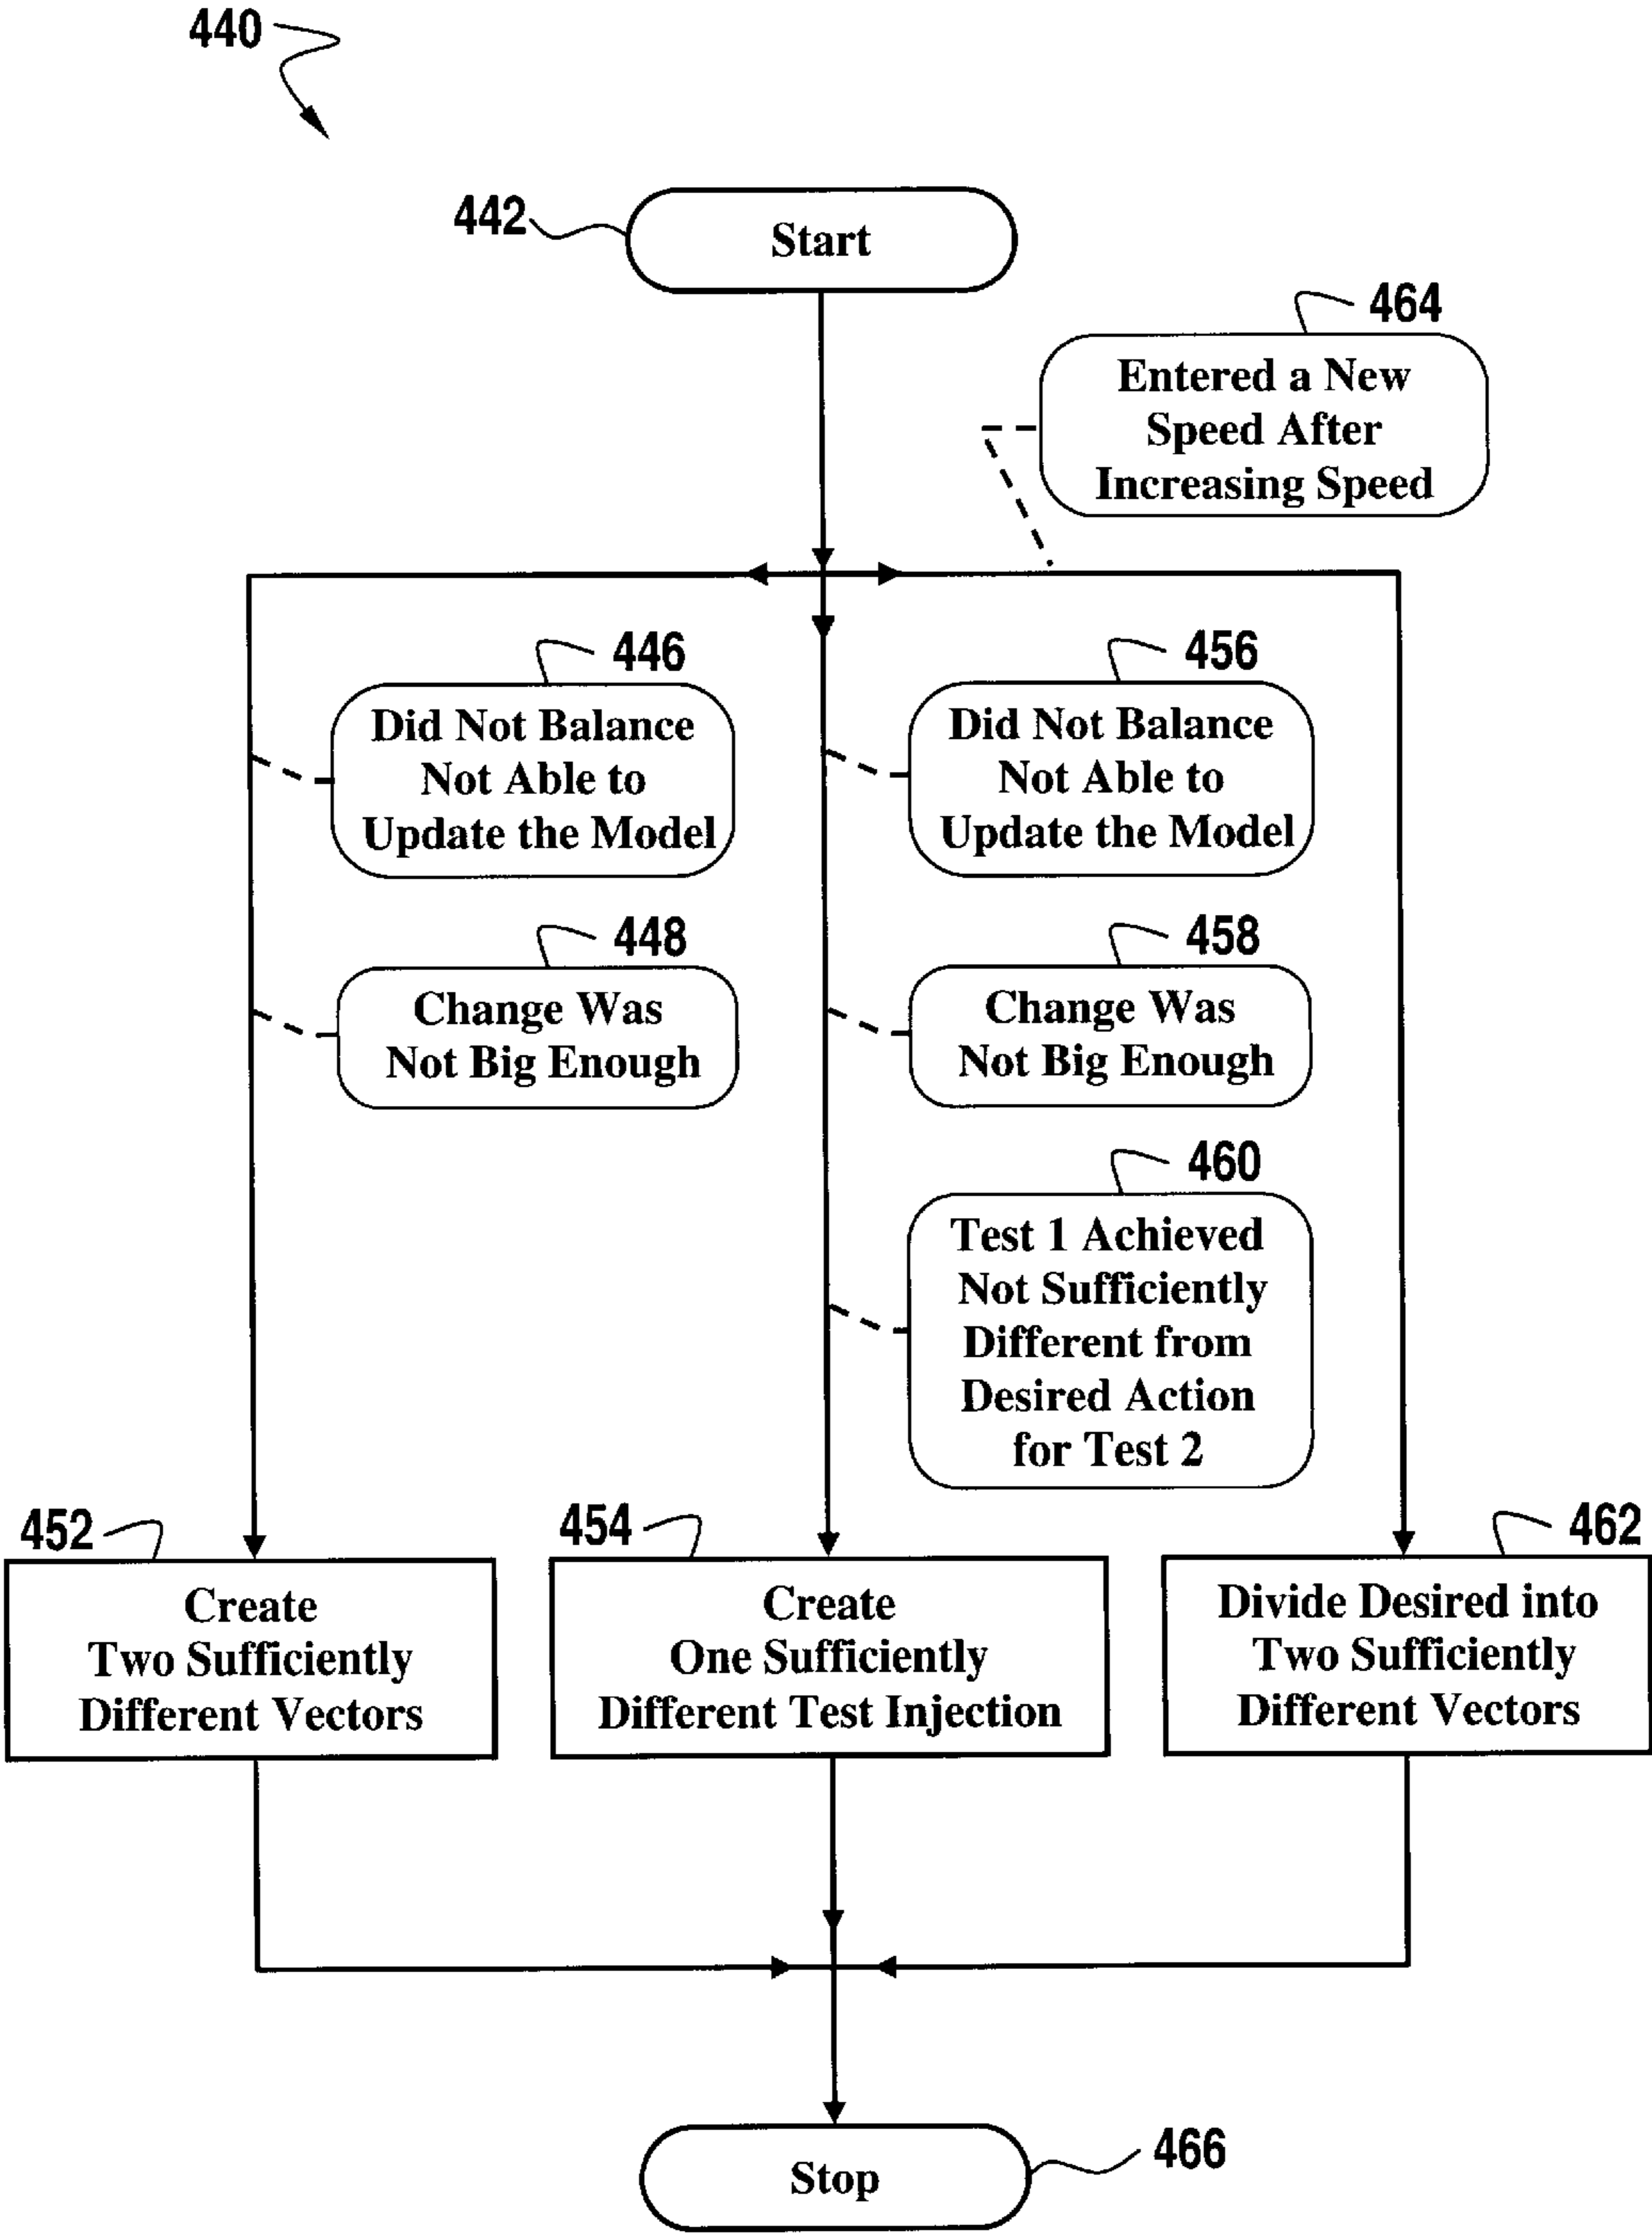 440
442
Start
464
Entered a New
Speed After
Increasing Speed
446
Did Not Balance
Not Able to
Update the Model
456
Did Not Balance
Not Able to
Update the Model
448
Change Was
Not Big Enough
458
Change Was
Not Big Enough
460
Test 1 Achieved
Not Sufficiently
Different from
Desired Action
for Test 2
452
Create
Two Sufficiently
Different Vectors
454
Create
One Sufficiently
Different Test Injection
462
Divide Desired into
Two Sufficiently
Different Vectors
Stop
466